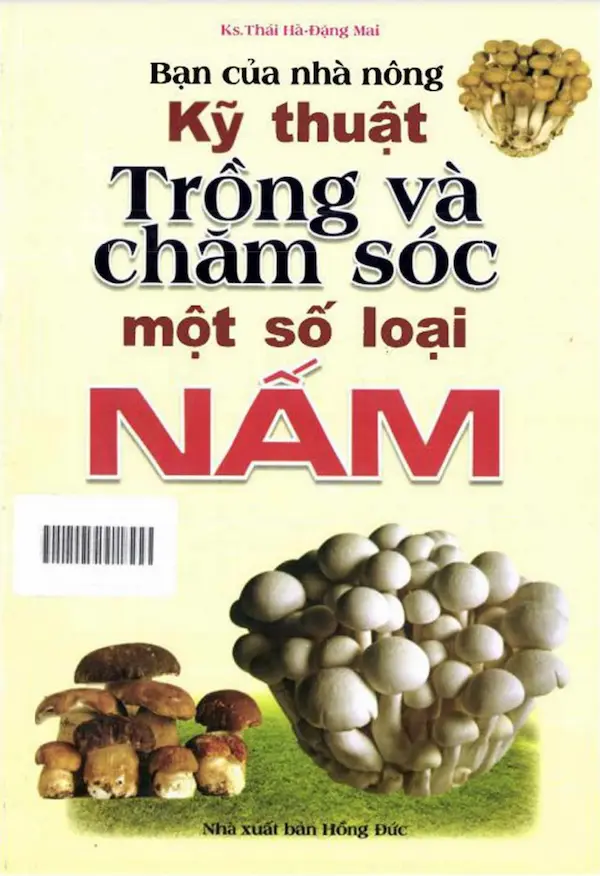 Ks.Thái Hà-Đặng Mai
Bạn của nhà nông
Kỹ thuật
Trồng và
chăm sóc
một số loại
NẤM
Nhà xuất bản Hồng Đức